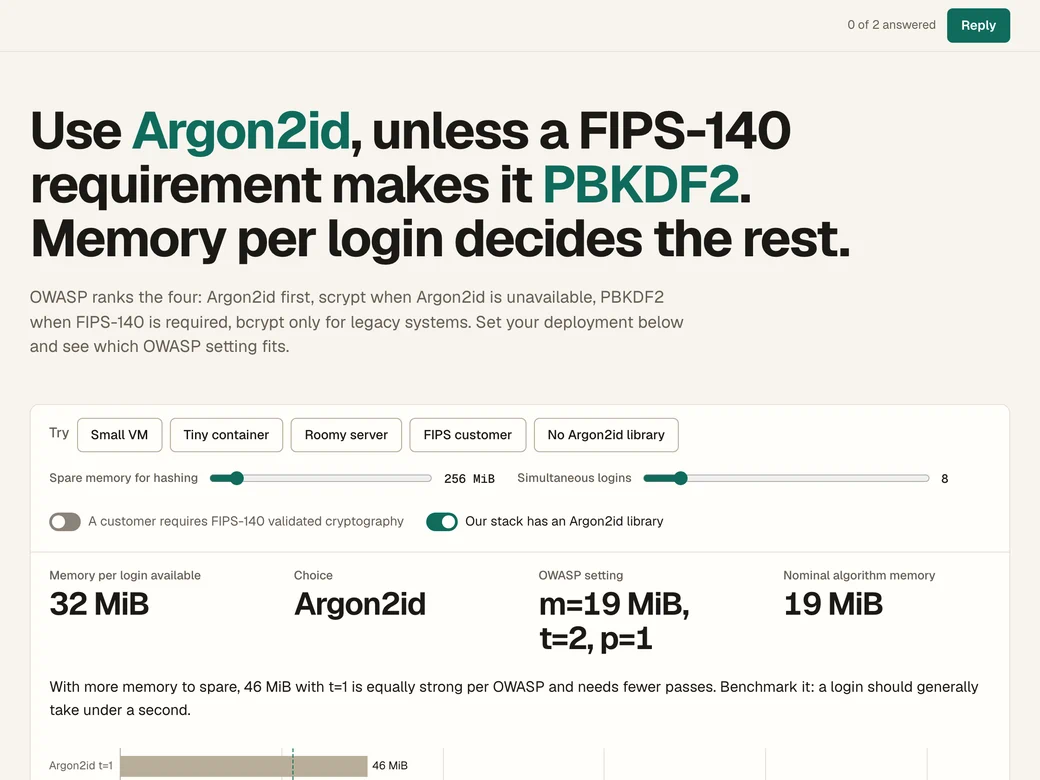 0 of 2 answered
Reply
Use Argon2id, unless a FIPS-140
requirement makes it PBKDF2.
Memory per login decides the rest.
OWASP ranks the four: Argon2id first, scrypt when Argon2id is unavailable, PBKDF2
when FIPS-140 is required, bcrypt only for legacy systems. Set your deployment below
and see which OWASP setting fits.
Try
Small VM
Tiny container
Roomy server
FIPS customer
No Argon2id library
Spare memory for hashing
256 MiB
Simultaneous logins
8
A customer requires FIPS-140 validated cryptography
Our stack has an Argon2id library
Memory per login available
32 MiB
Choice
Argon2id
OWASP setting
m=19 MiB,
t=2, p=1
Nominal algorithm memory
19 MiB
With more memory to spare, 46 MiB with t=1 is equally strong per OWASP and needs fewer passes. Benchmark it: a login should generally
take under a second.
Argon2id t=1
46 MiB